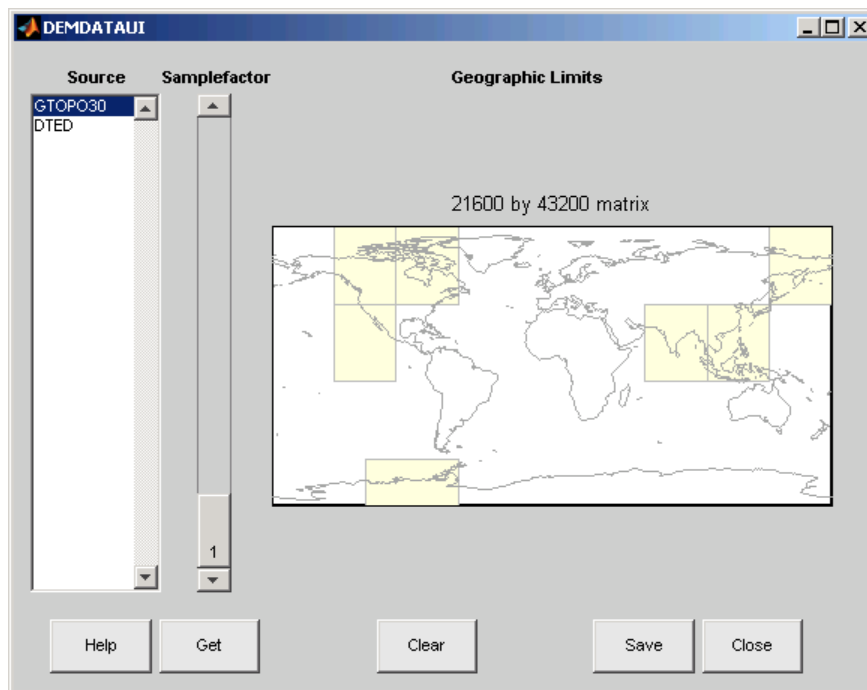 DEMDATAUI
Source Samplefactor Geographic Limits
GTOPO30
DTED
21600 by 43200 matrix
1
Help Get Clear Save Close